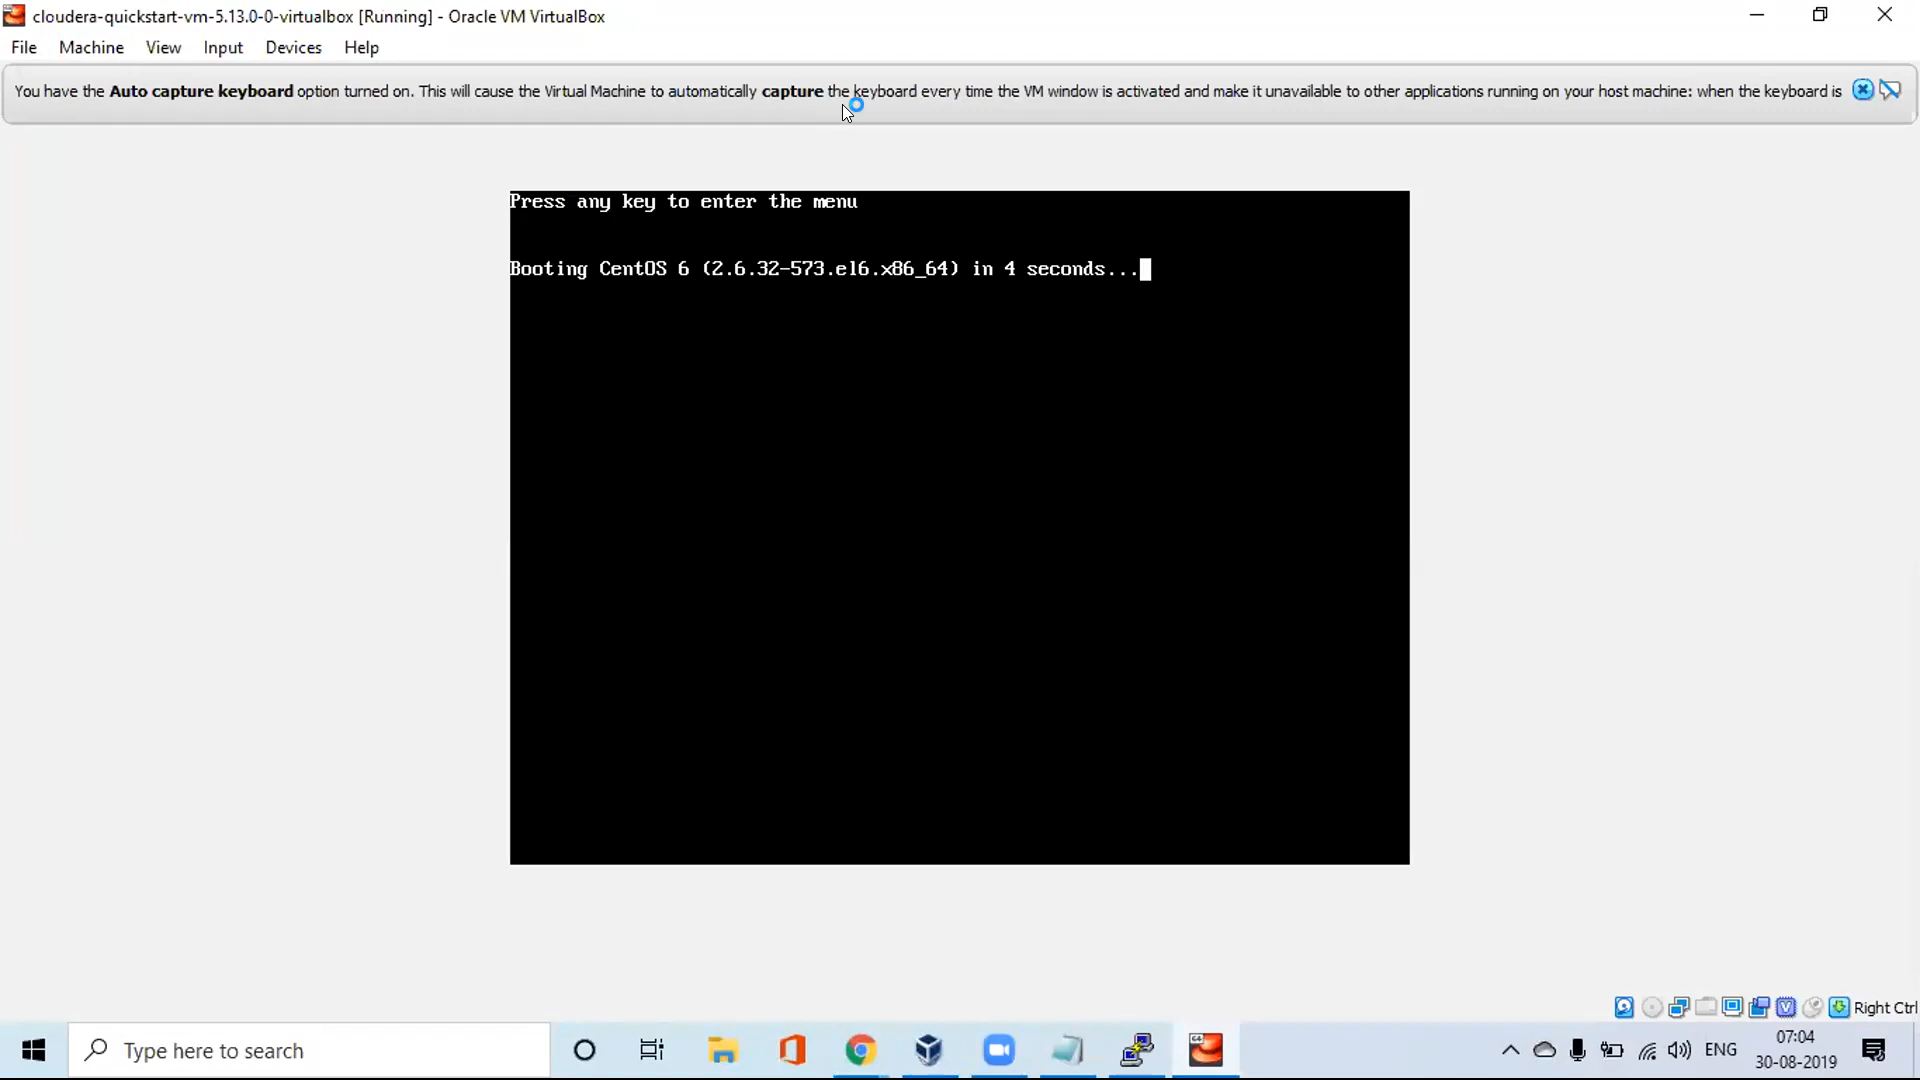 cloudera-quickstart-vm-5.13.0-0-virtualbox [Running] - Oracle VM VirtualBox
File Machine View Input Devices Help
You have the Auto capture keyboard option turned on. This will cause the Virtual Machine to automatically capture the keyboard every time the VM window is activated and make it unavailable to other applications running on your host machine: when the keyboard is
Press any key to enter the menu
Booting CentOS 6 (2.6.32-573.el6.x86_64) in 4 seconds...
Right Ctrl
Type here to search
ENG
07:04
30-08-2019